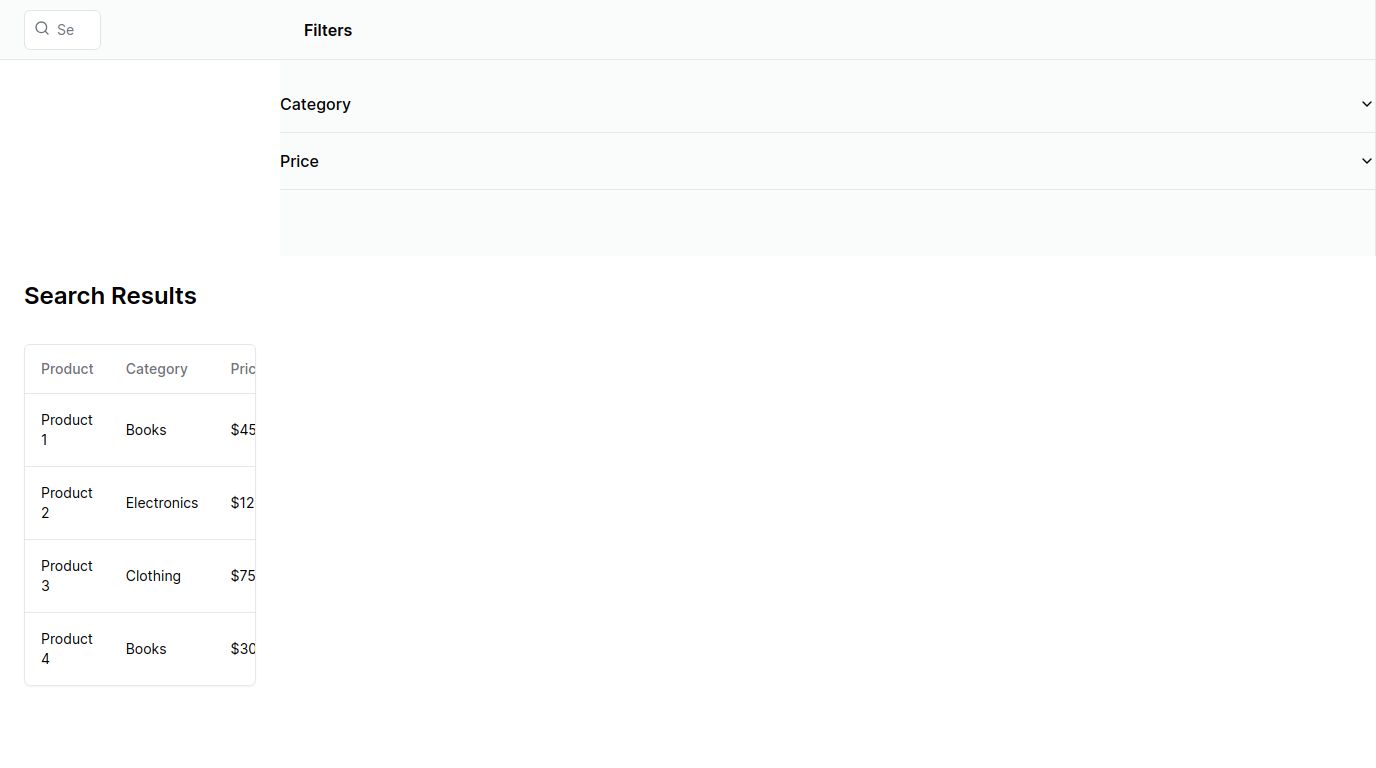 Se
Filters
Category
Price
Search Results
Product Category Pric
Product
1
Books $45
Product
2
Electronics $12
Product
3
Clothing $75
Product
4
Books $30